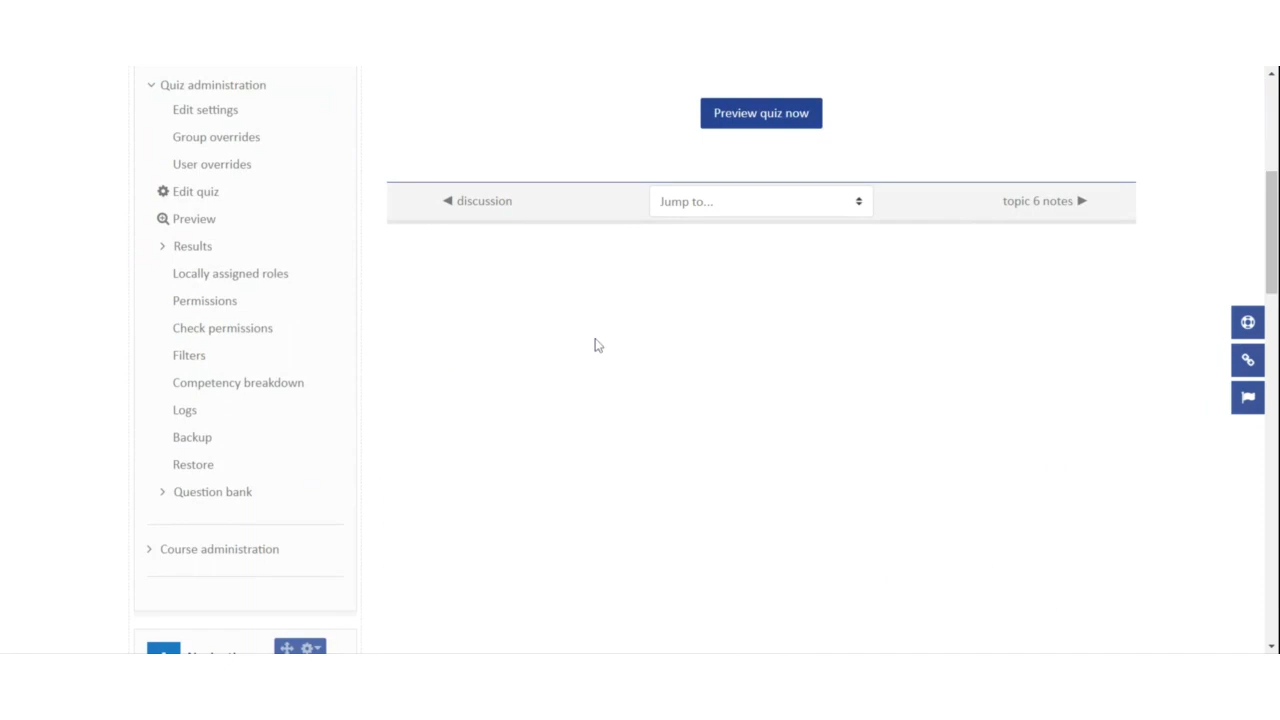 Quiz administration
Edit settings
Group overrides
User overrides
Edit quiz
Preview
Results
Locally assigned roles
Permissions
Check permissions
Filters
Competency breakdown
Logs
Backup
Restore
Question bank
Course administration
Preview quiz now
◀ discussion
Jump to...
topic 6 notes ▶